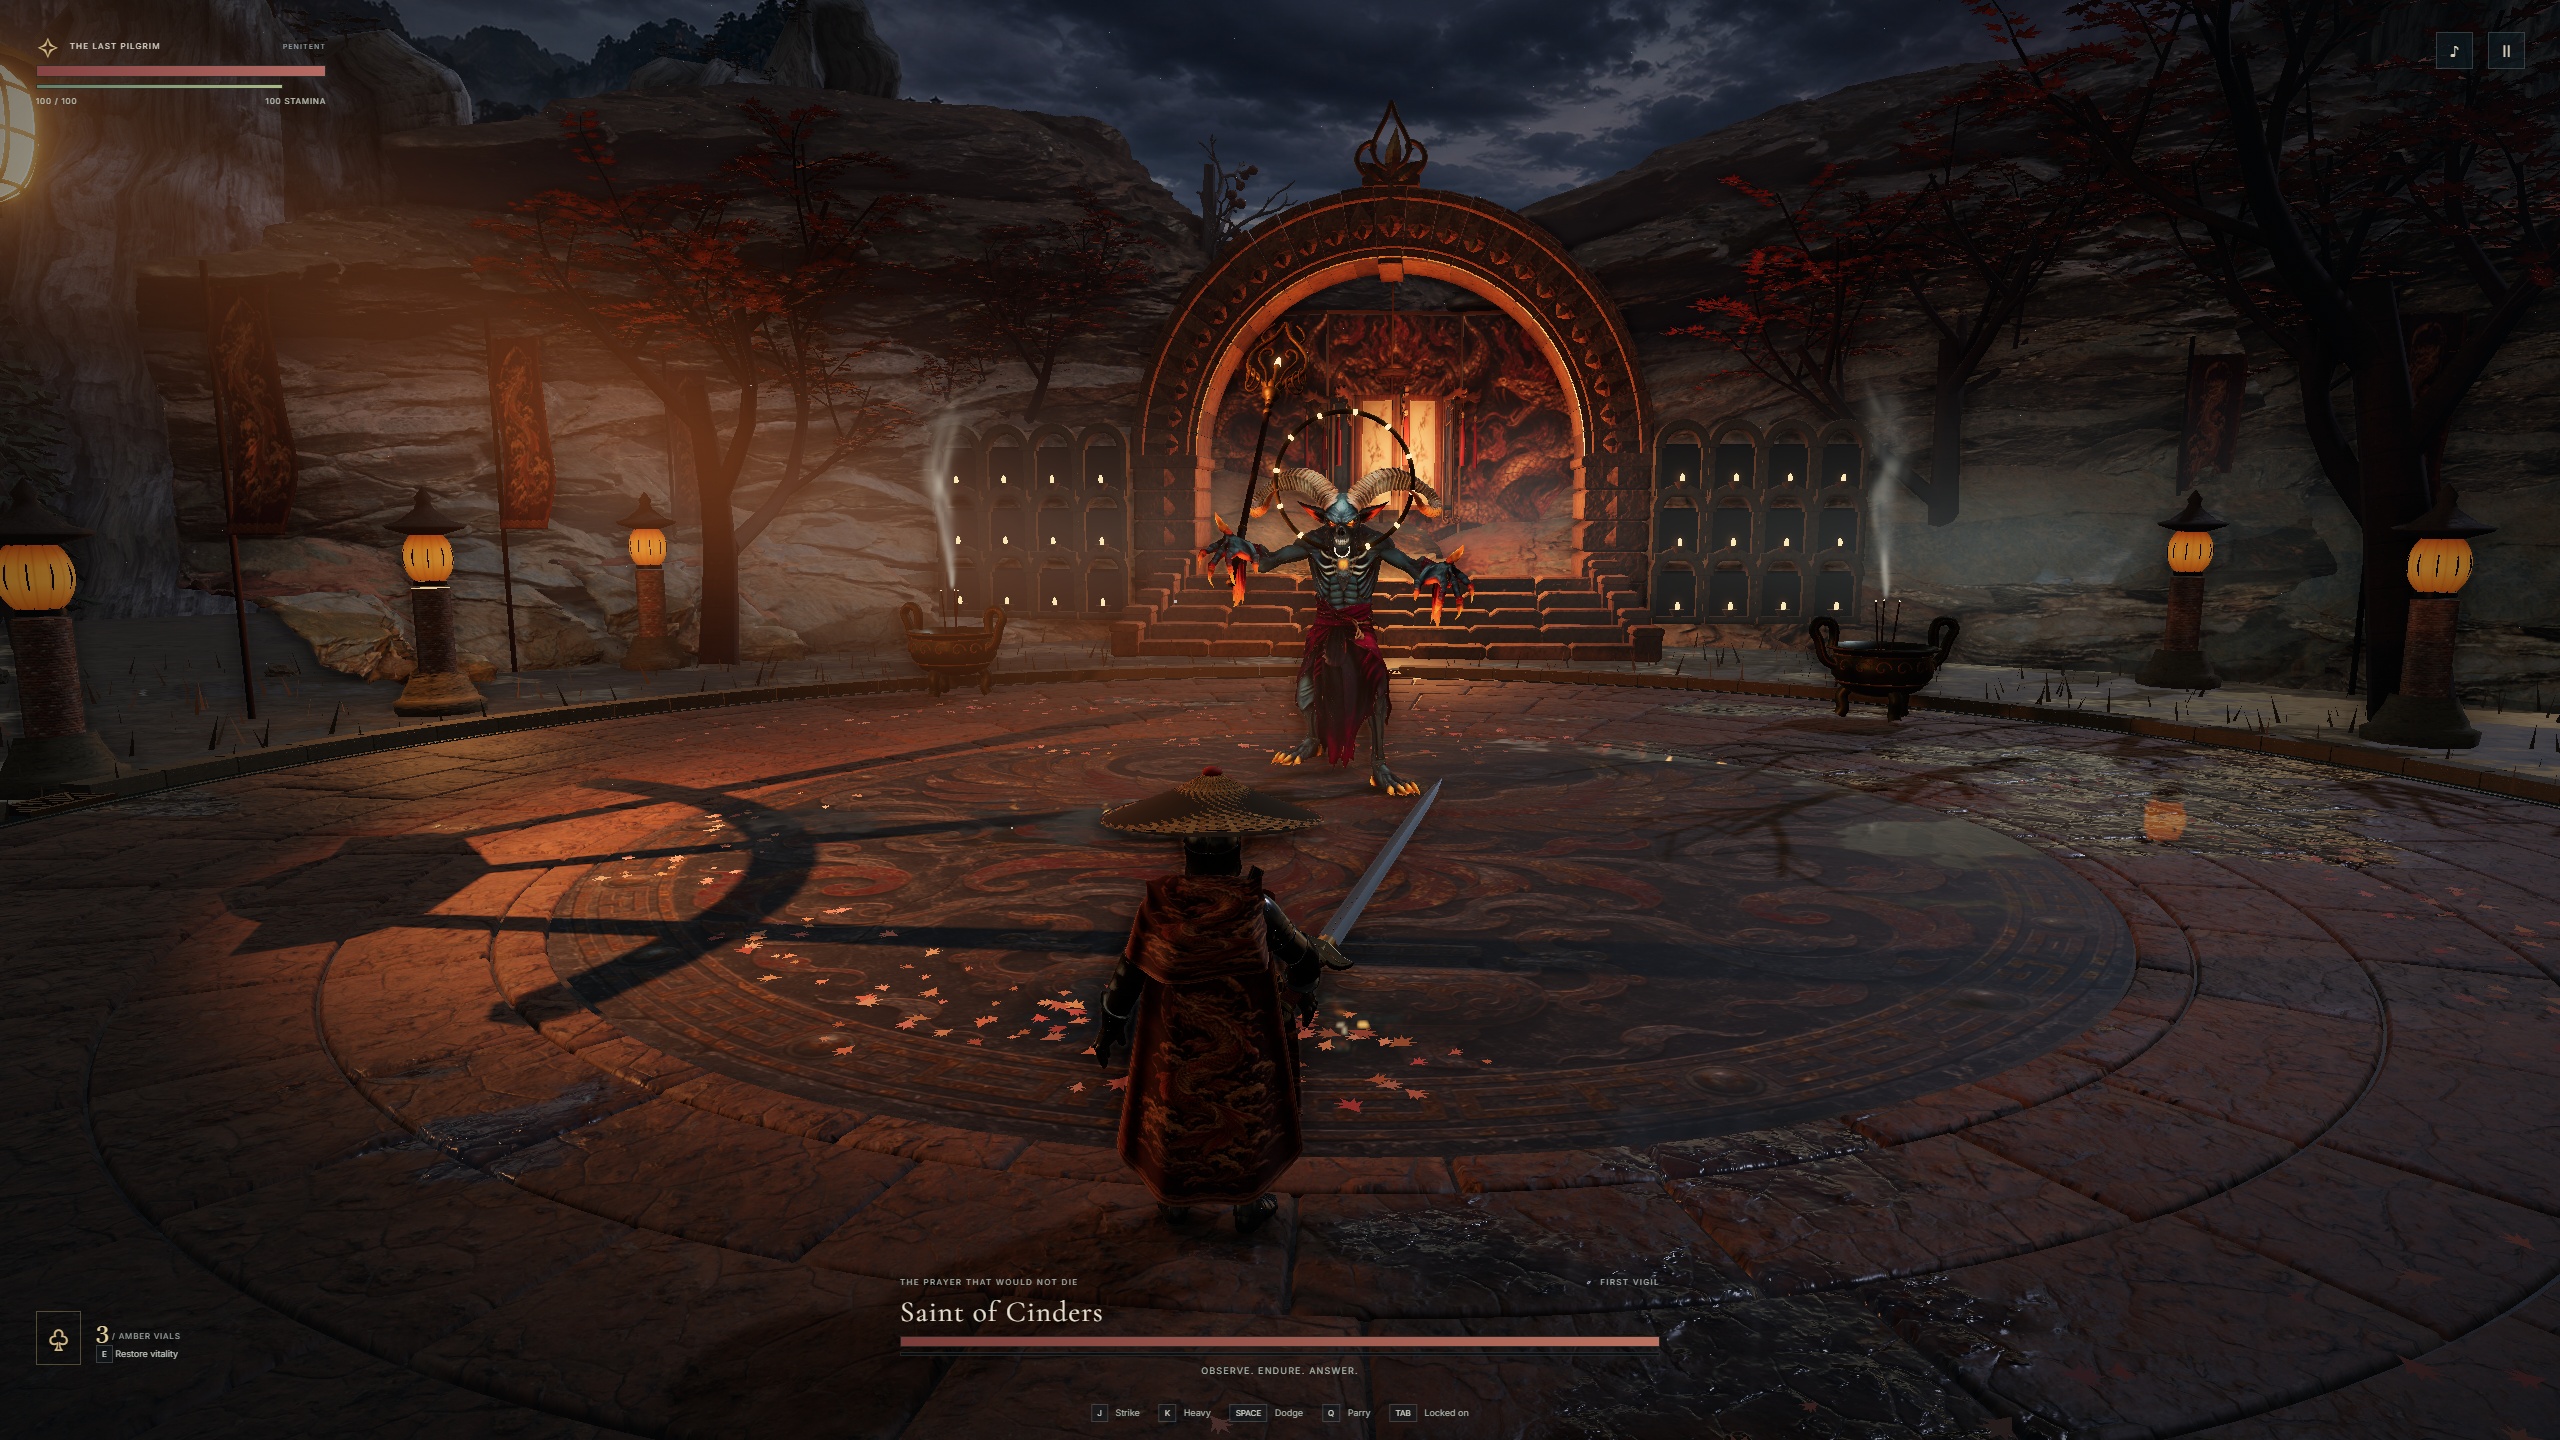 THE LAST PILGRIM
PENITENT
100 / 100
100 STAMINA
THE PRAYER THAT WOULD NOT DIE
FIRST VIGIL
Saint of Cinders
3 / AMBER VIALS
E Restore vitality
OBSERVE. ENDURE. ANSWER.
J Strike K Heavy SPACE Dodge Q Parry TAB Locked on